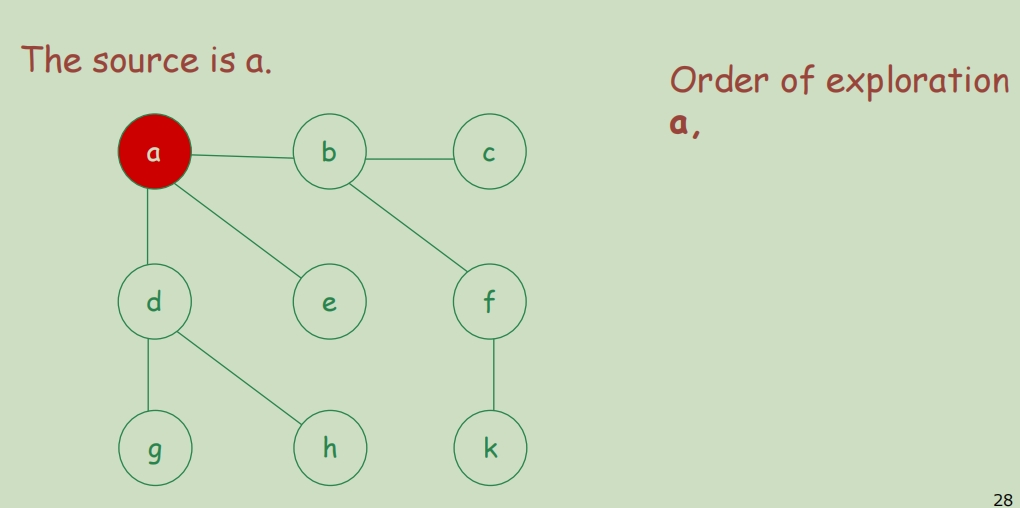 The source is a.
Order of exploration
a,
a
b
c
d
e
f
g
h
k
28